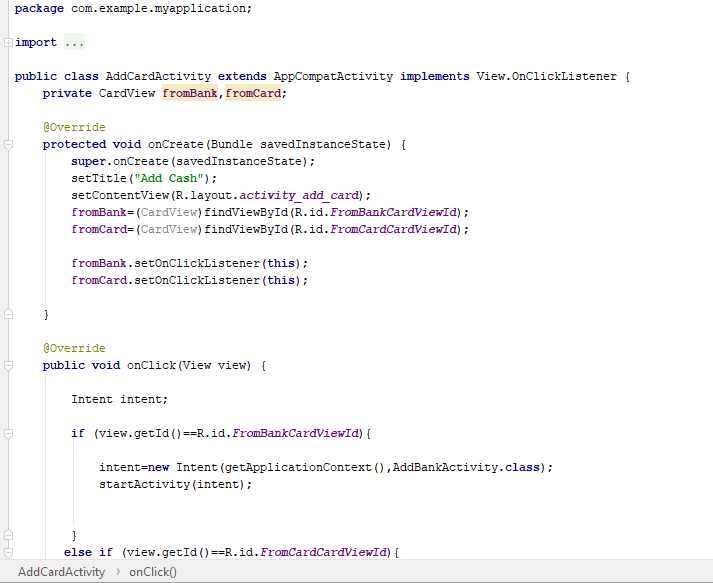 package com.example.myapplication;
import ...
public class AddCardActivity extends AppCompatActivity implements View.OnClickListener {
private CardView fromBank,fromCard;
@Override
protected void onCreate(Bundle savedInstanceState) {
super.onCreate(savedInstanceState);
setTitle("Add Cash");
setContentView(R.layout.activity_add_card);
fromBank=(CardView)findViewById(R.id.FromBankCardViewId);
fromCard=(CardView)findViewById(R.id.FromCardCardViewId);
fromBank.setOnClickListener(this);
fromCard.setOnClickListener(this);
}
@Override
public void onClick(View view) {
Intent intent;
if (view.getId()==R.id.FromBankCardViewId){
intent=new Intent(getApplicationContext(),AddBankActivity.class);
startActivity(intent);
}
else if (view.getId()==R.id.FromCardCardViewId){
AddCardActivity › onClick()